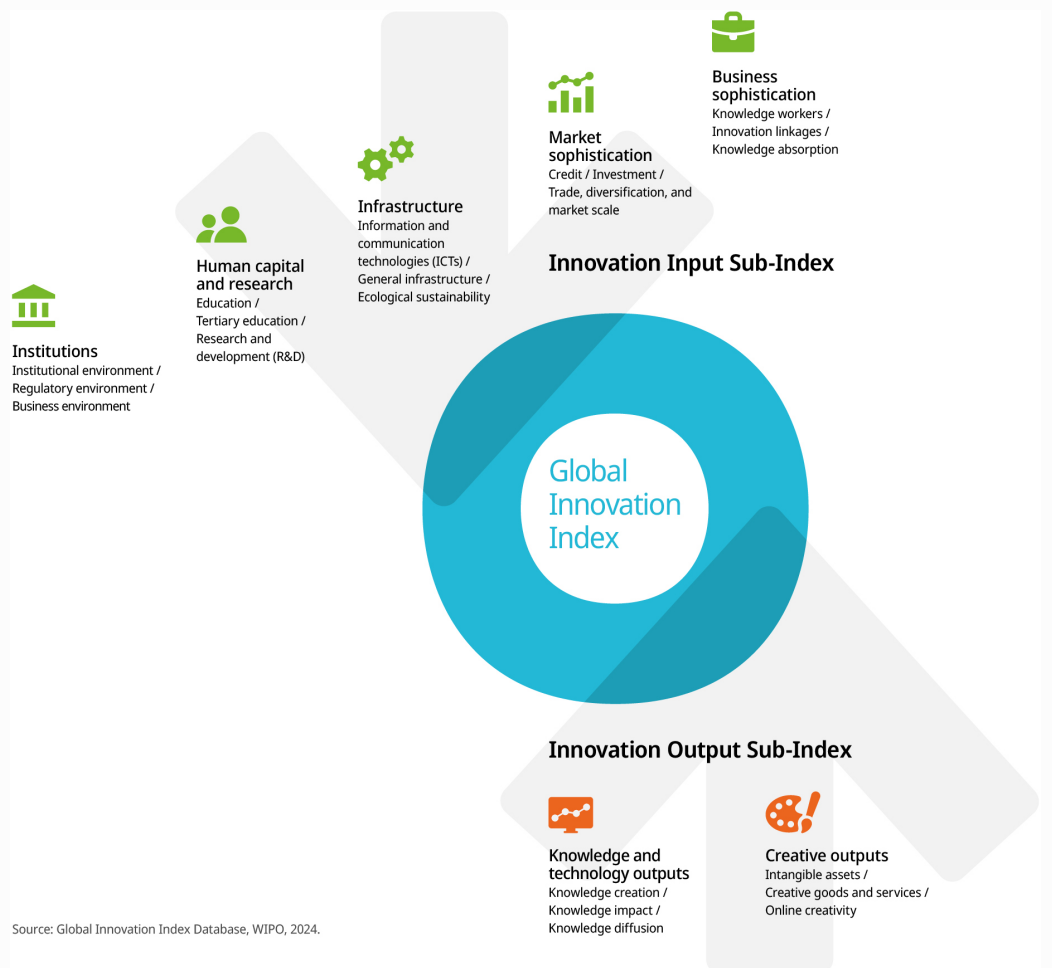 Business
sophistication
Knowledge workers /
Innovation linkages /
Knowledge absorption
Market
sophistication
Credit / Investment /
Trade, diversification, and
market scale
Infrastructure
Information and
communication
technologies (ICTs) /
General infrastructure /
Ecological sustainability
Human capital
and research
Education /
Tertiary education /
Research and
development (R&D)
Institutions
Institutional environment /
Regulatory environment /
Business environment
Innovation Input Sub-Index
Global
Innovation
Index
Innovation Output Sub-Index
Knowledge and
technology outputs
Knowledge creation /
Knowledge impact /
Knowledge diffusion
Creative outputs
Intangible assets /
Creative goods and services /
Online creativity
Source: Global Innovation Index Database, WIPO, 2024.